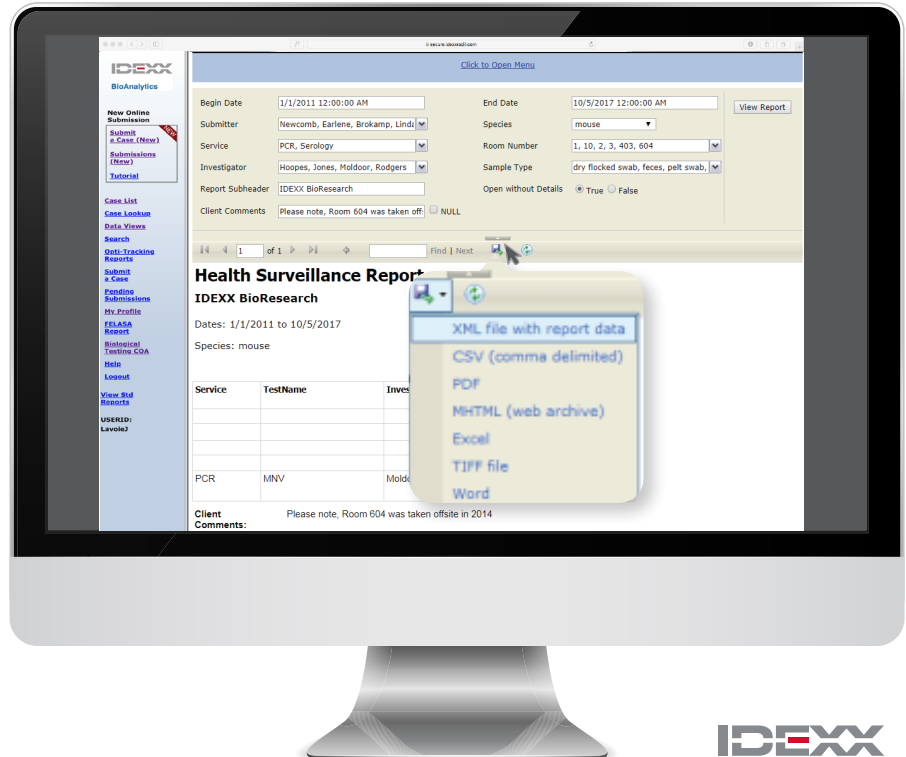 secure.idexxradil.com
IDEXX
BioAnalytics
New Online
Submission
NEW
Submit
a Case (New)
Submissions
(New)
Tutorial
Case List
Case Lookup
Data Views
Search
Opti-Tracking
Reports
Submit
a Case
Pending
Submissions
My Profile
FELASA
Report
Biological
Testing COA
Help
Logout
View Std
Reports
USERID:
LavoieJ
Click to Open Menu
Begin Date 1/1/2011 12:00:00 AM End Date 10/5/2017 12:00:00 AM View Report
Submitter Newcomb, Earlene, Brokamp, Linda Species mouse
Service PCR, Serology Room Number 1, 10, 2, 3, 403, 604
Investigator Hoopes, Jones, Moldoor, Rodgers Sample Type dry flocked swab, feces, pelt swab,
Report Subheader IDEXX BioResearch Open without Details True False
Client Comments Please note, Room 604 was taken off: NULL
1 of 1 Find | Next
Health Surveillance Report
IDEXX BioResearch
Dates: 1/1/2011 to 10/5/2017
Species: mouse
Service TestName Inves
PCR MNV Moldo
Client Please note, Room 604 was taken offsite in 2014
Comments:
XML file with report data
CSV (comma delimited)
PDF
MHTML (web archive)
Excel
TIFF file
Word
IDEXX